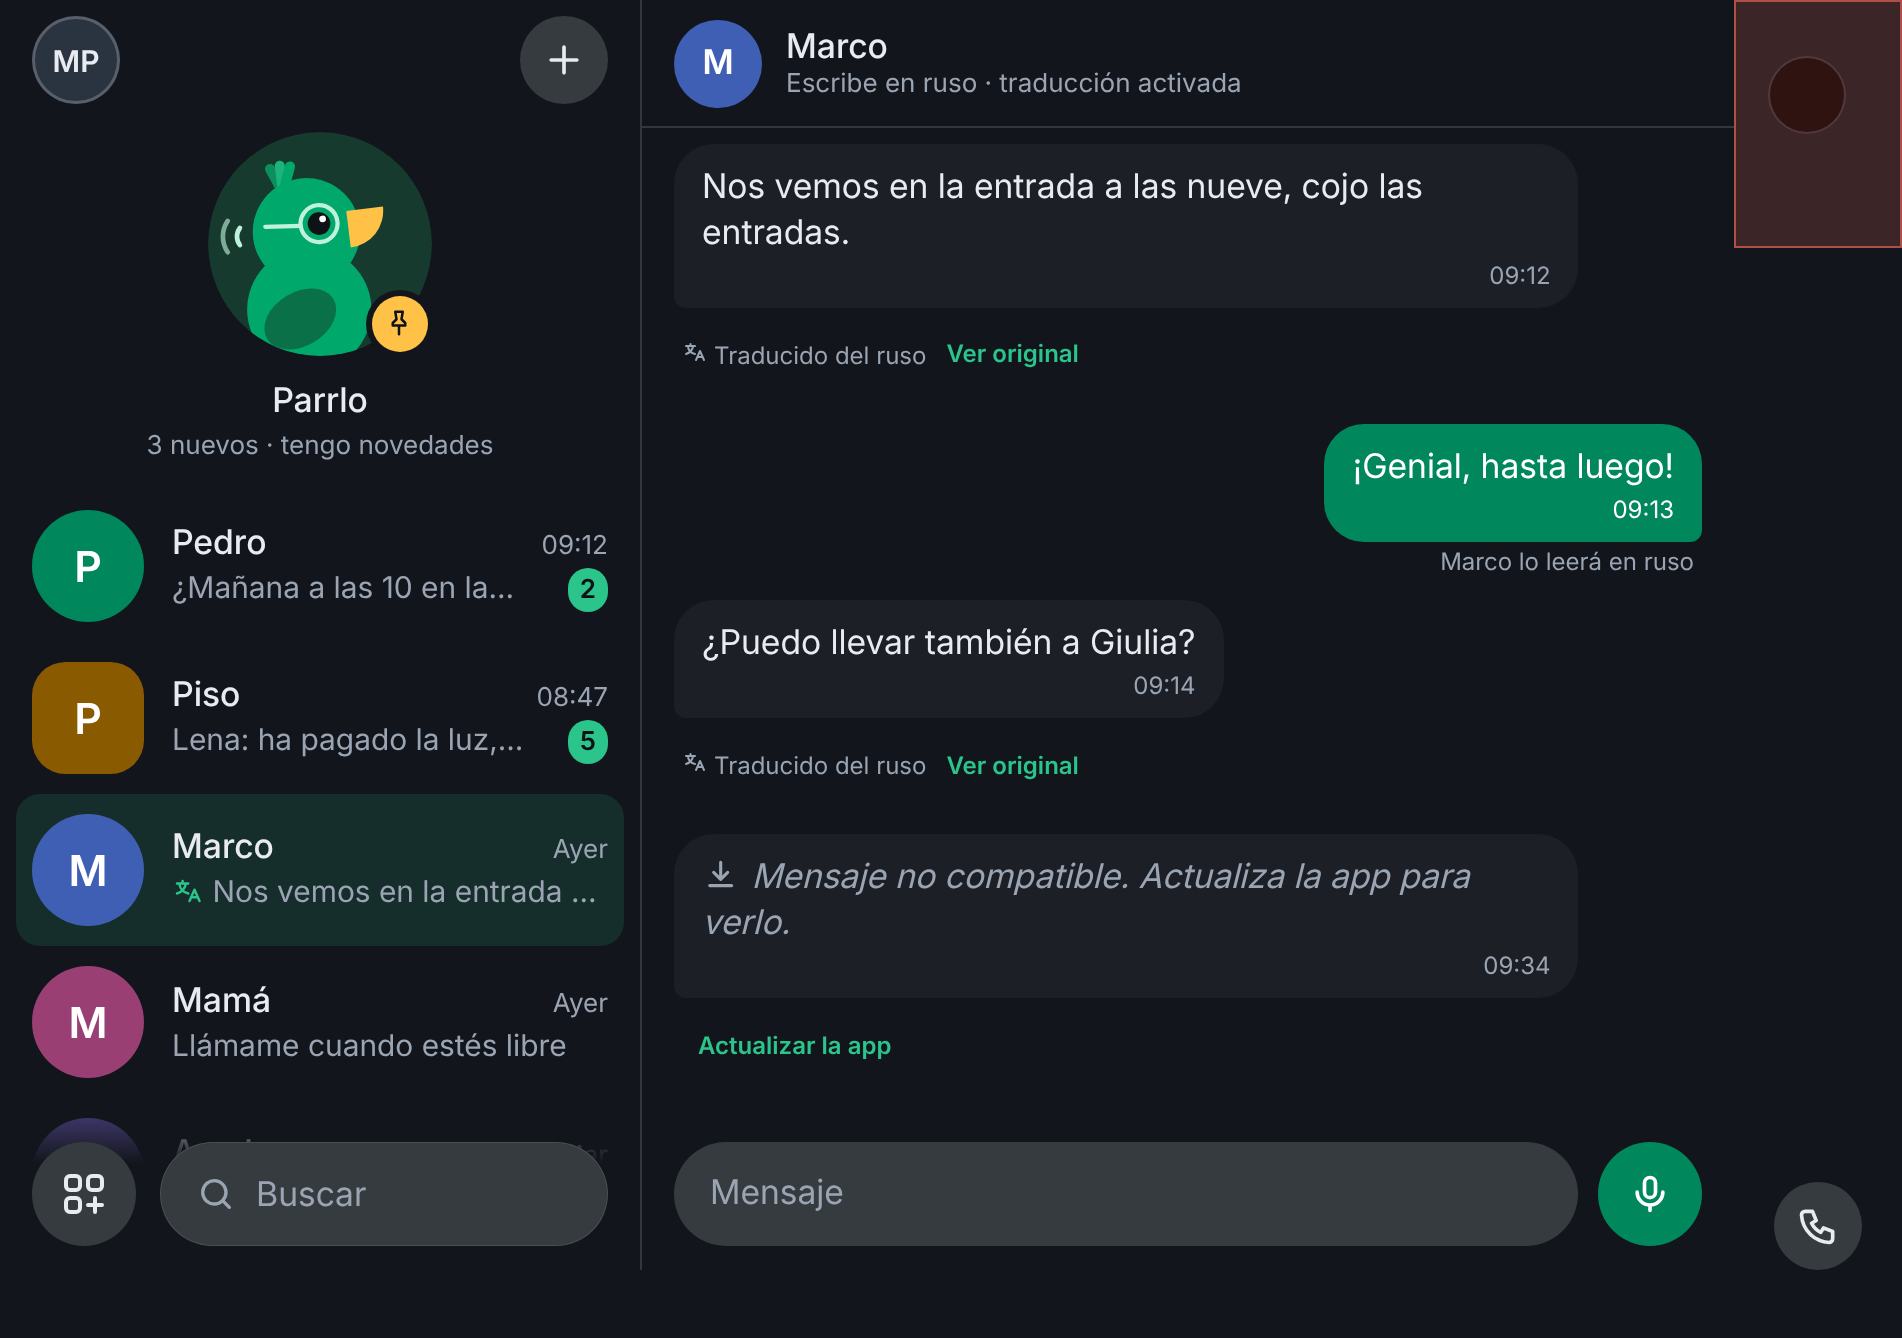 MP
Parrlo
3 nuevos · tengo novedades
P
Pedro
09:12
¿Mañana a las 10 en la...
2
P
Piso
08:47
Lena: ha pagado la luz,...
5
M
Marco
Ayer
Nos vemos en la entrada ...
M
Mamá
Ayer
Llámame cuando estés libre
Buscar
M
Marco
Escribe en ruso · traducción activada
Nos vemos en la entrada a las nueve, cojo las
entradas.
09:12
Traducido del ruso Ver original
¡Genial, hasta luego!
09:13
Marco lo leerá en ruso
¿Puedo llevar también a Giulia?
09:14
Traducido del ruso Ver original
Mensaje no compatible. Actualiza la app para
verlo.
09:34
Actualizar la app
Mensaje